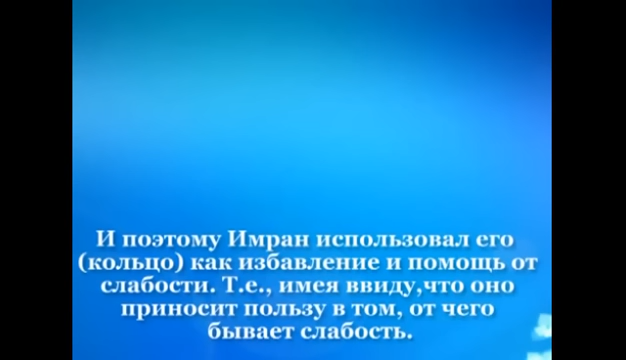 И поэтому Имран использовал его
(кольцо) как избавление и помощь от
слабости. Т.е., имея ввиду,что оно
приносит пользу в том, от чего
бывает слабость.